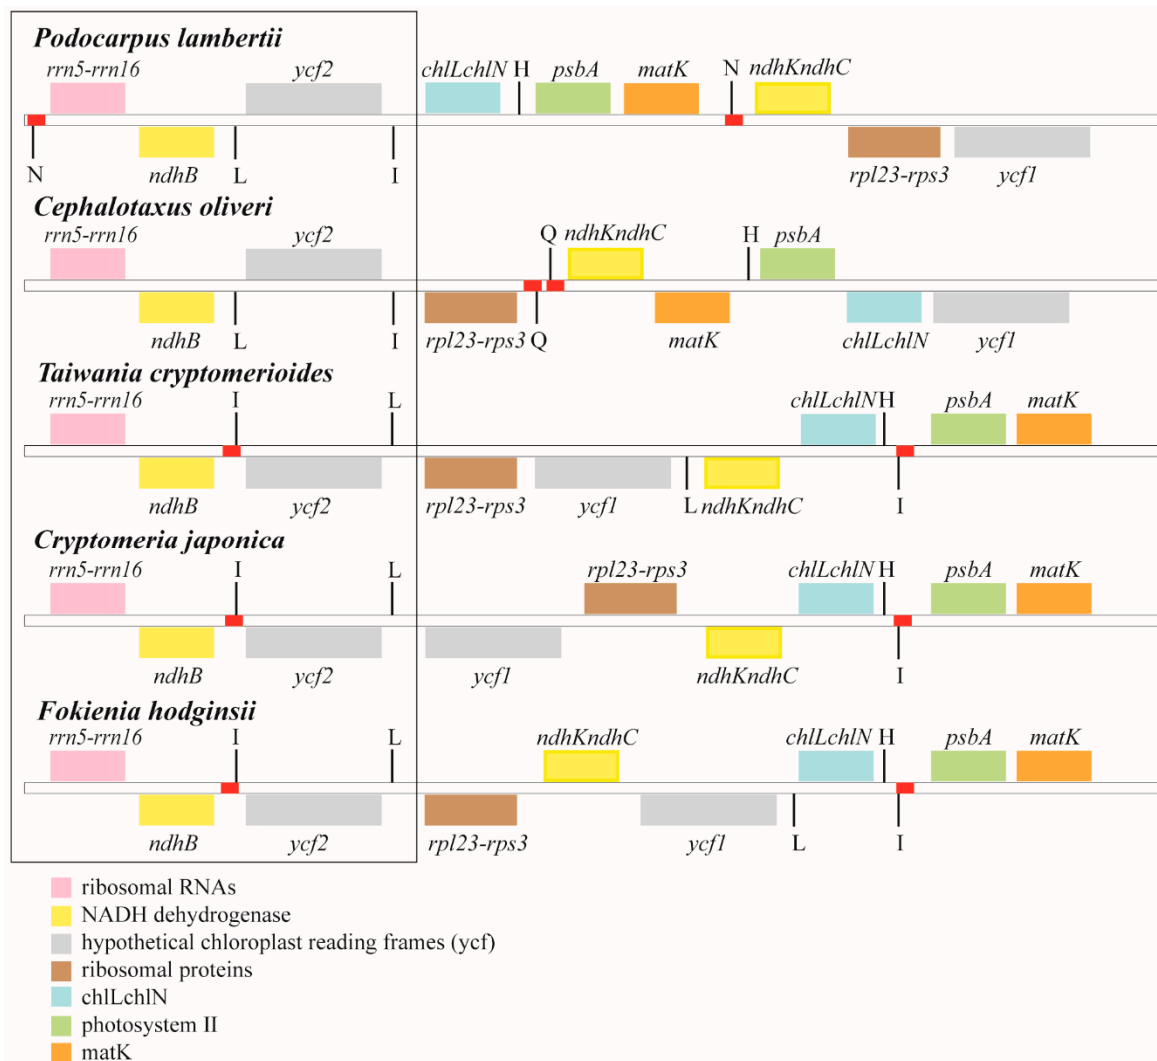 Podocarpus lambertii
rrn5-rrn16 ycf2 chlLchlN H psbA matK N ndhKndhC
N ndhB L I rpl23-rps3 ycf1
Cephalotaxus oliveri
rrn5-rrn16 ycf2 Q ndhKndhC H psbA
ndhB L I rpl23-rps3 Q matK chlLchlN ycf1
Taiwania cryptomerioides
rrn5-rrn16 I L chlLchlN H psbA matK
ndhB ycf2 rpl23-rps3 ycf1 L ndhKndhC I
Cryptomeria japonica
rrn5-rrn16 I L rpl23-rps3 chlLchlN H psbA matK
ndhB ycf2 ycf1 ndhKndhC I
Fokienia hodginsii
rrn5-rrn16 I L ndhKndhC chlLchlN H psbA matK
ndhB ycf2 rpl23-rps3 ycf1 L I
ribosomal RNAs
NADH dehydrogenase
hypothetical chloroplast reading frames (ycf)
ribosomal proteins
chlLchlN
photosystem II
matK